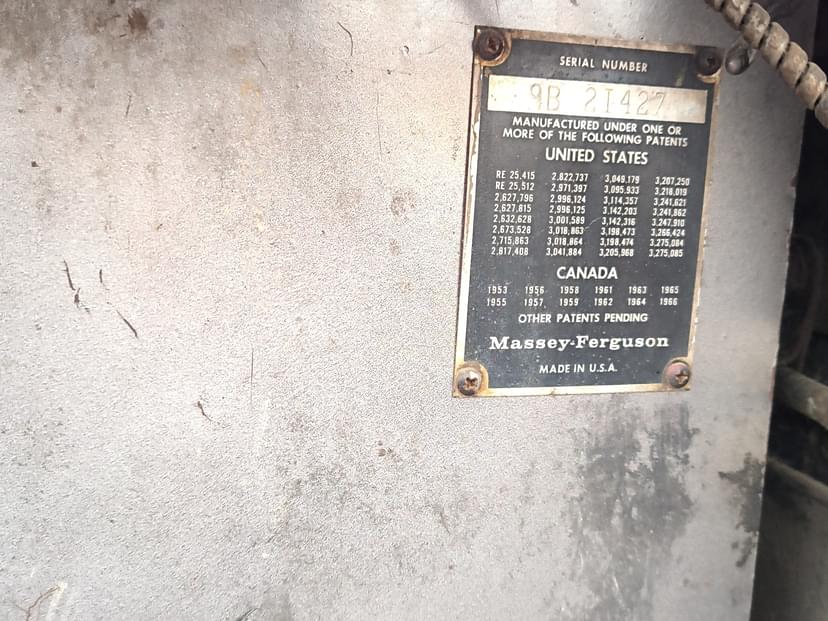 SERIAL NUMBER
9B 21427
MANUFACTURED UNDER ONE OR
MORE OF THE FOLLOWING PATENTS
UNITED STATES
RE 25,415 2,822,737 3,049,179 3,207,250
RE 25,512 2,971,397 3,095,933 3,218,019
2,627,796 2,996,124 3,114,357 3,241,621
2,627,815 2,996,125 3,142,203 3,241,862
2,632,628 3,001,589 3,142,316 3,247,910
2,673,528 3,018,863 3,198,473 3,266,424
2,715,863 3,018,864 3,198,474 3,275,084
2,817,408 3,041,884 3,205,968 3,275,085
CANADA
1953 1956 1958 1961 1963 1965
1955 1957 1959 1962 1964 1966
OTHER PATENTS PENDING
Massey-Ferguson
MADE IN U.S.A.